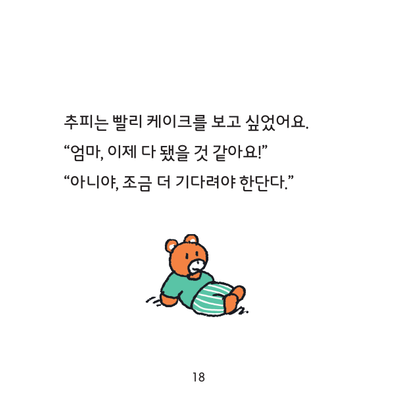 추피는 빨리 케이크를 보고 싶었어요.
“엄마, 이제 다 됐을 것 같아요!”
“아니야, 조금 더 기다려야 한단다.”
18